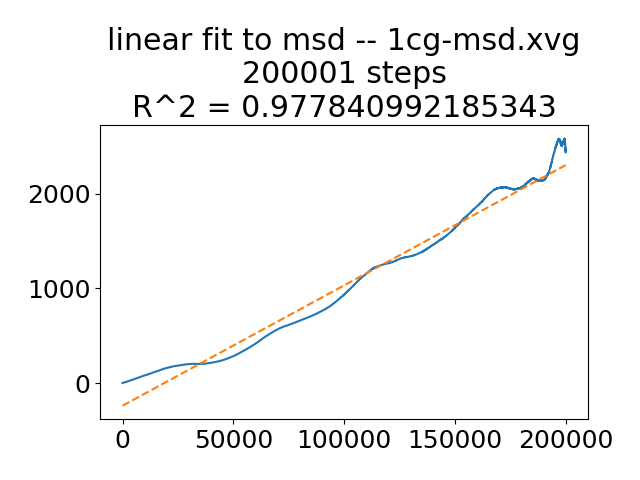 linear fit to msd -- 1cg-msd.xvg
200001 steps
R^2 = 0.977840992185343
2000
1000
0
0 50000 100000 150000 200000